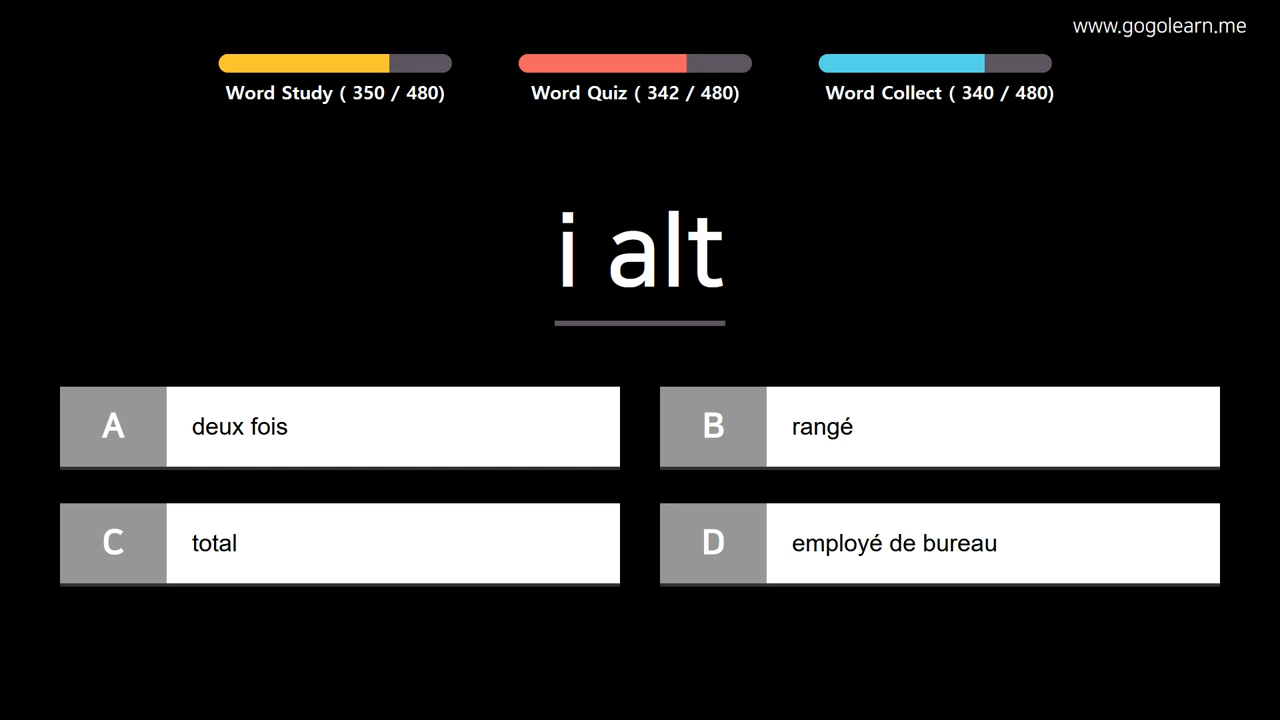 www.gogolearn.me
Word Study ( 350 / 480)
Word Quiz ( 342 / 480)
Word Collect ( 340 / 480)
i alt
A
deux fois
B
rangé
C
total
D
employé de bureau